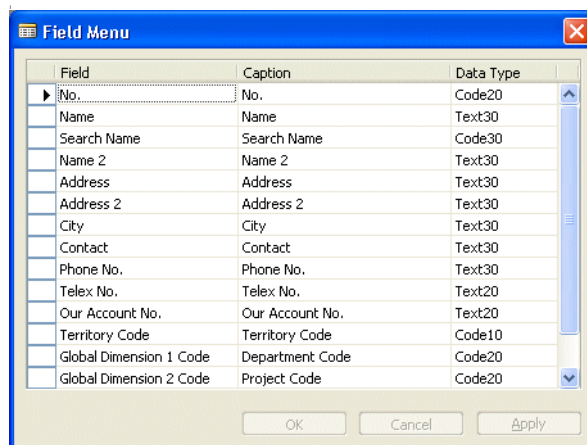 Field Menu
Field Caption Data Type
No. No. Code20
Name Name Text30
Search Name Search Name Code30
Name 2 Name 2 Text30
Address Address Text30
Address 2 Address 2 Text30
City City Text30
Contact Contact Text30
Phone No. Phone No. Text30
Telex No. Telex No. Text20
Our Account No. Our Account No. Text20
Territory Code Territory Code Code10
Global Dimension 1 Code Department Code Code20
Global Dimension 2 Code Project Code Code20
OK Cancel Apply